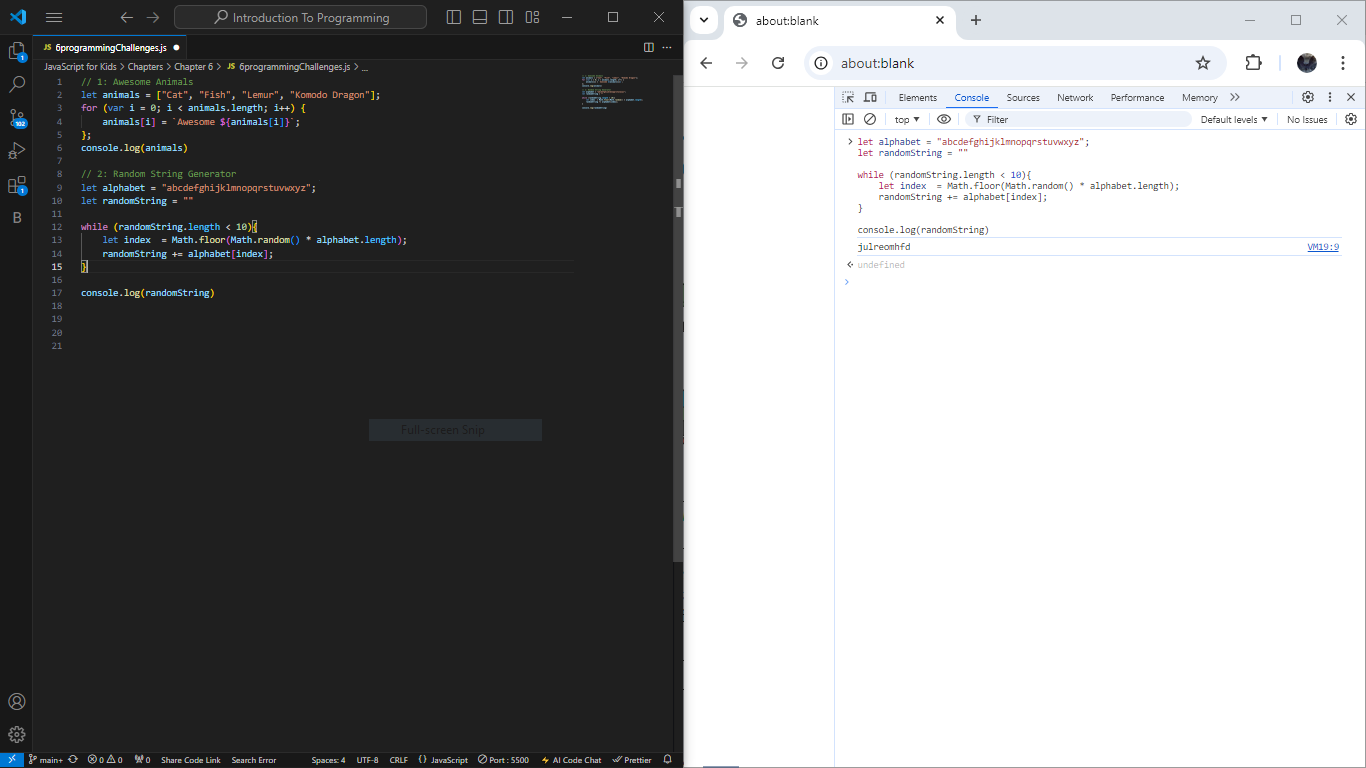 Introduction To Programming
JS 6programmingChallenges.js
JavaScript for Kids > Chapters > Chapter 6 > JS 6programmingChallenges.js > ...
1 // 1: Awesome Animals
2 let animals = ["Cat", "Fish", "Lemur", "Komodo Dragon"];
3 for (var i = 0; i < animals.length; i++) {
4 animals[i] = `Awesome ${animals[i]}`;
5 };
6 console.log(animals)
7
8 // 2: Random String Generator
9 let alphabet = "abcdefghijklmnopqrstuvwxyz";
10 let randomString = ""
11
12 while (randomString.length < 10){
13 let index  = Math.floor(Math.random() * alphabet.length);
14 randomString += alphabet[index];
15 }
16
17 console.log(randomString)
18
19
20
21
1
102
1
B
Full-screen Snip
main+ 0 0 0 Share Code Link Search Error Spaces: 4 UTF-8 CRLF {} JavaScript Port : 5500 AI Code Chat Prettier
about:blank
about:blank
Elements Console Sources Network Performance Memory
top Filter Default levels No Issues
let alphabet = "abcdefghijklmnopqrstuvwxyz";
let randomString = ""
while (randomString.length < 10){
let index  = Math.floor(Math.random() * alphabet.length);
randomString += alphabet[index];
}
console.log(randomString)
julreomhfd VM19:9
undefined